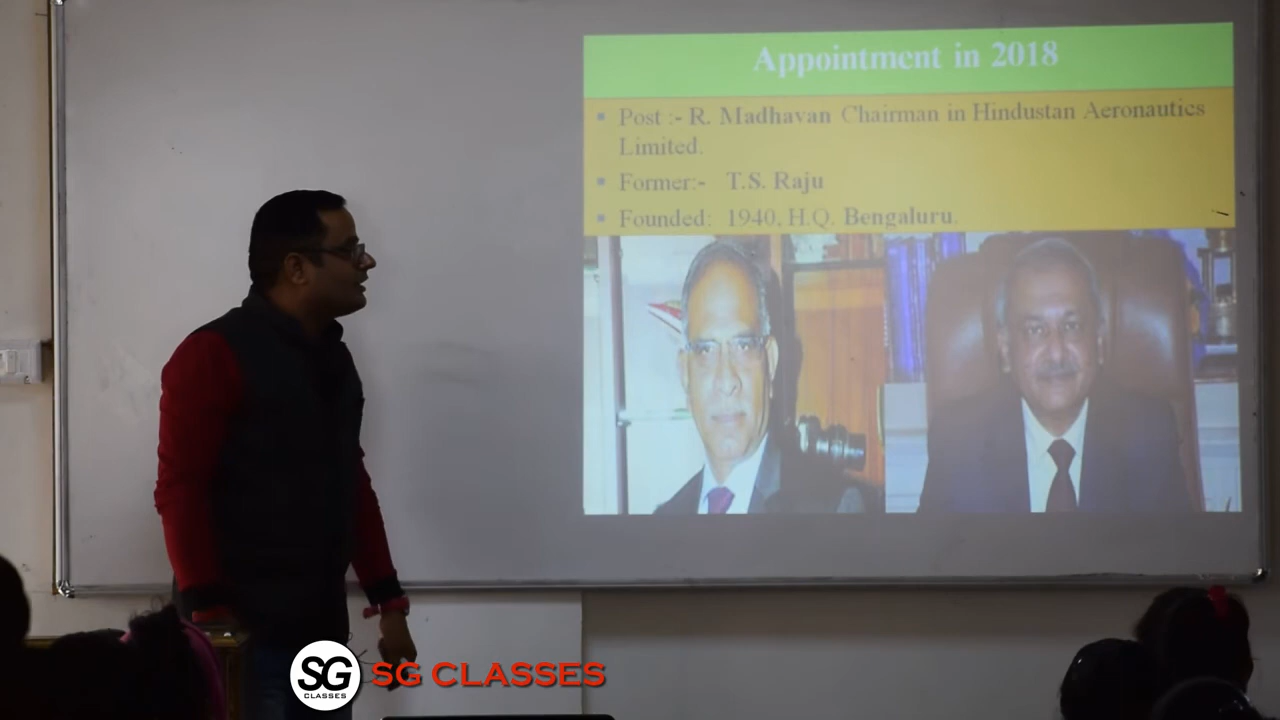 Appointment in 2018
▪ Post :- R. Madhavan Chairman in Hindustan Aeronautics
Limited.
▪ Former:- T.S. Raju
▪ Founded: 1940, H.Q. Bengaluru.
SG
CLASSES
SG CLASSES